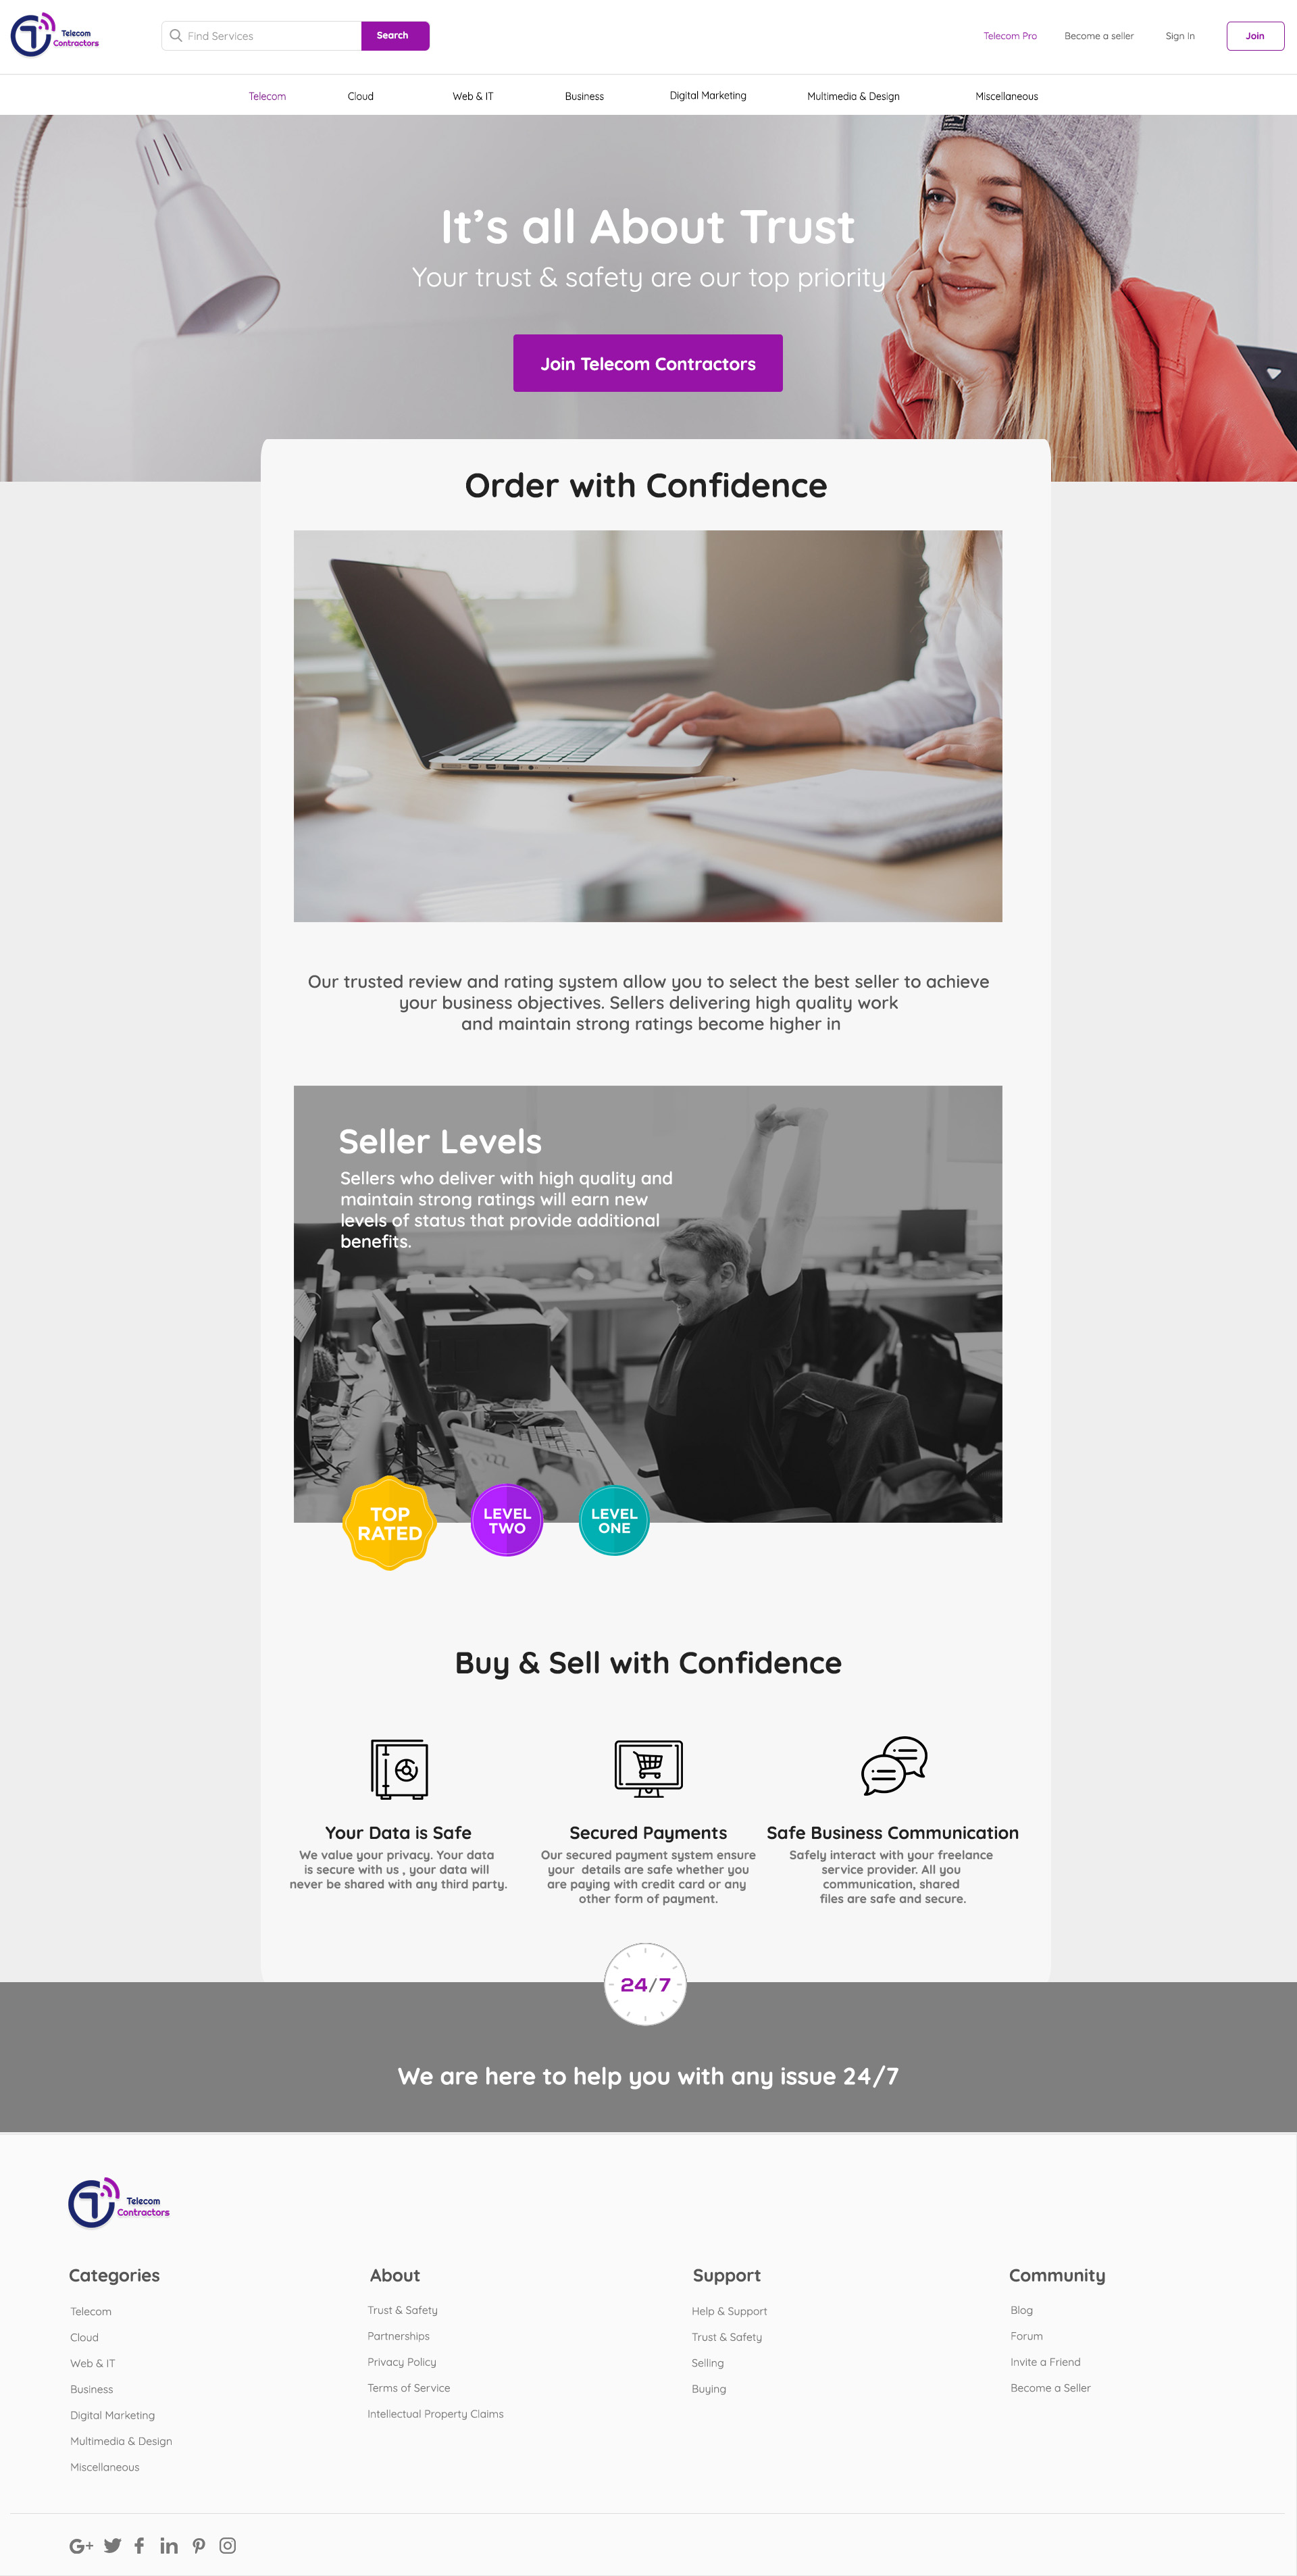 Telecom
Contractors
Find Services
Search
Telecom Pro
Become a seller
Sign In
Join
Telecom
Cloud
Web & IT
Business
Digital Marketing
Multimedia & Design
Miscellaneous
It's all About Trust
Your trust & safety are our top priority
Join Telecom Contractors
Order with Confidence
Our trusted review and rating system allow you to select the best seller to achieve
your business objectives. Sellers delivering high quality work
and maintain strong ratings become higher in
Seller Levels
Sellers who deliver with high quality and
maintain strong ratings will earn new
levels of status that provide additional
benefits.
TOP
RATED
LEVEL
TWO
LEVEL
ONE
Buy & Sell with Confidence
Your Data is Safe
We value your privacy. Your data
is secure with us , your data will
never be shared with any third party.
Secured Payments
Our secured payment system ensure
your details are safe whether you
are paying with credit card or any
other form of payment.
Safe Business Communication
Safely interact with your freelance
service provider. All you
communication, shared
files are safe and secure.
24/7
We are here to help you with any issue 24/7
Telecom
Contractors
Categories
Telecom
Cloud
Web & IT
Business
Digital Marketing
Multimedia & Design
Miscellaneous
About
Trust & Safety
Partnerships
Privacy Policy
Terms of Service
Intellectual Property Claims
Support
Help & Support
Trust & Safety
Selling
Buying
Community
Blog
Forum
Invite a Friend
Become a Seller